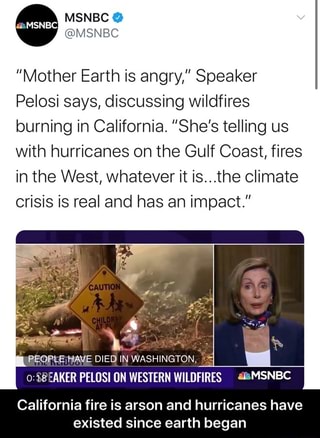 MSNBC
MSNBC
@MSNBC
“Mother Earth is angry,” Speaker
Pelosi says, discussing wildfires
burning in California. “She’s telling us
with hurricanes on the Gulf Coast, fires
in the West, whatever it is...the climate
crisis is real and has an impact.”
CAUTION
CHILDREN
PEOPLE HAVE DIED IN WASHINGTON,
SPEAKER PELOSI ON WESTERN WILDFIRES
MSNBC
California fire is arson and hurricanes have
existed since earth began